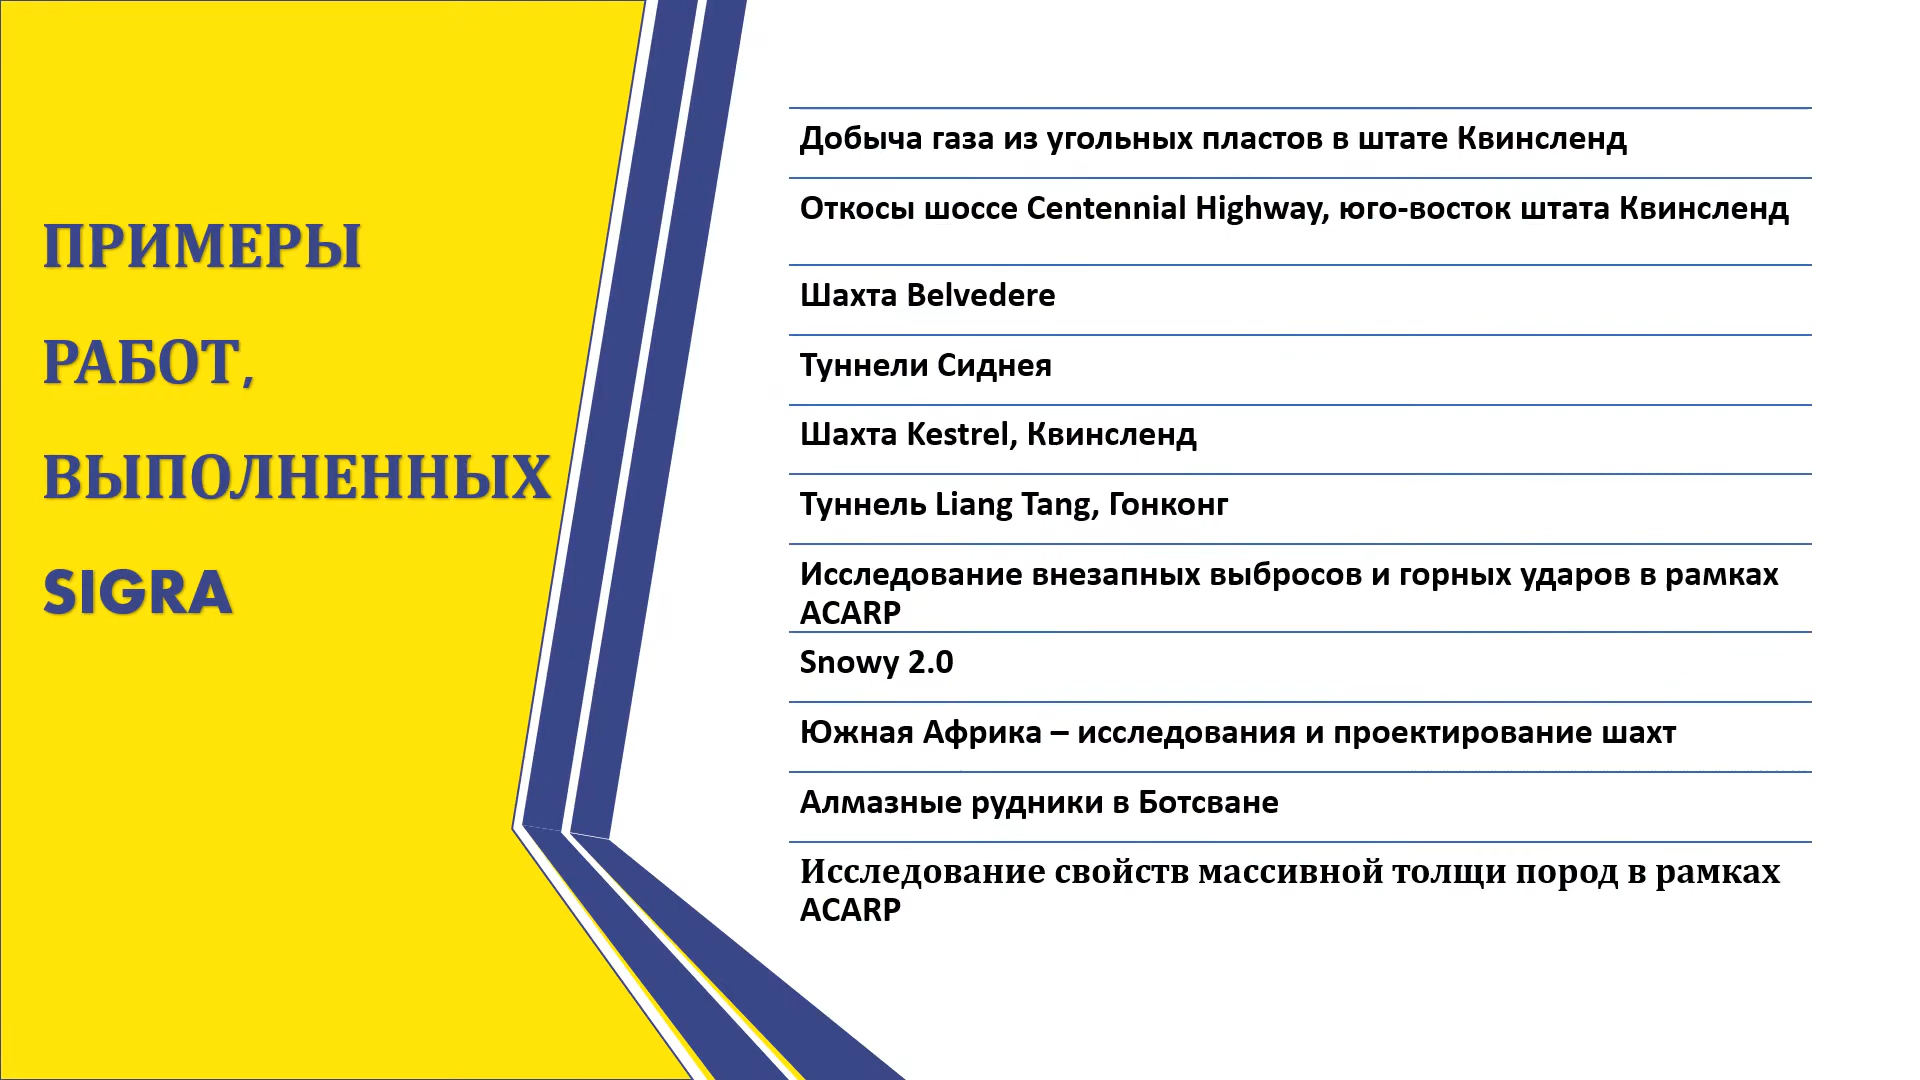 ПРИМЕРЫ
РАБОТ,
ВЫПОЛНЕННЫХ
SIGRA
Добыча газа из угольных пластов в штате Квинсленд
Откосы шоссе Centennial Highway, юго-восток штата Квинсленд
Шахта Belvedere
Туннели Сиднея
Шахта Kestrel, Квинсленд
Туннель Liang Tang, Гонконг
Исследование внезапных выбросов и горных ударов в рамках
ACARP
Snowy 2.0
Южная Африка – исследования и проектирование шахт
Алмазные рудники в Ботсване
Исследование свойств массивной толщи пород в рамках
ACARP